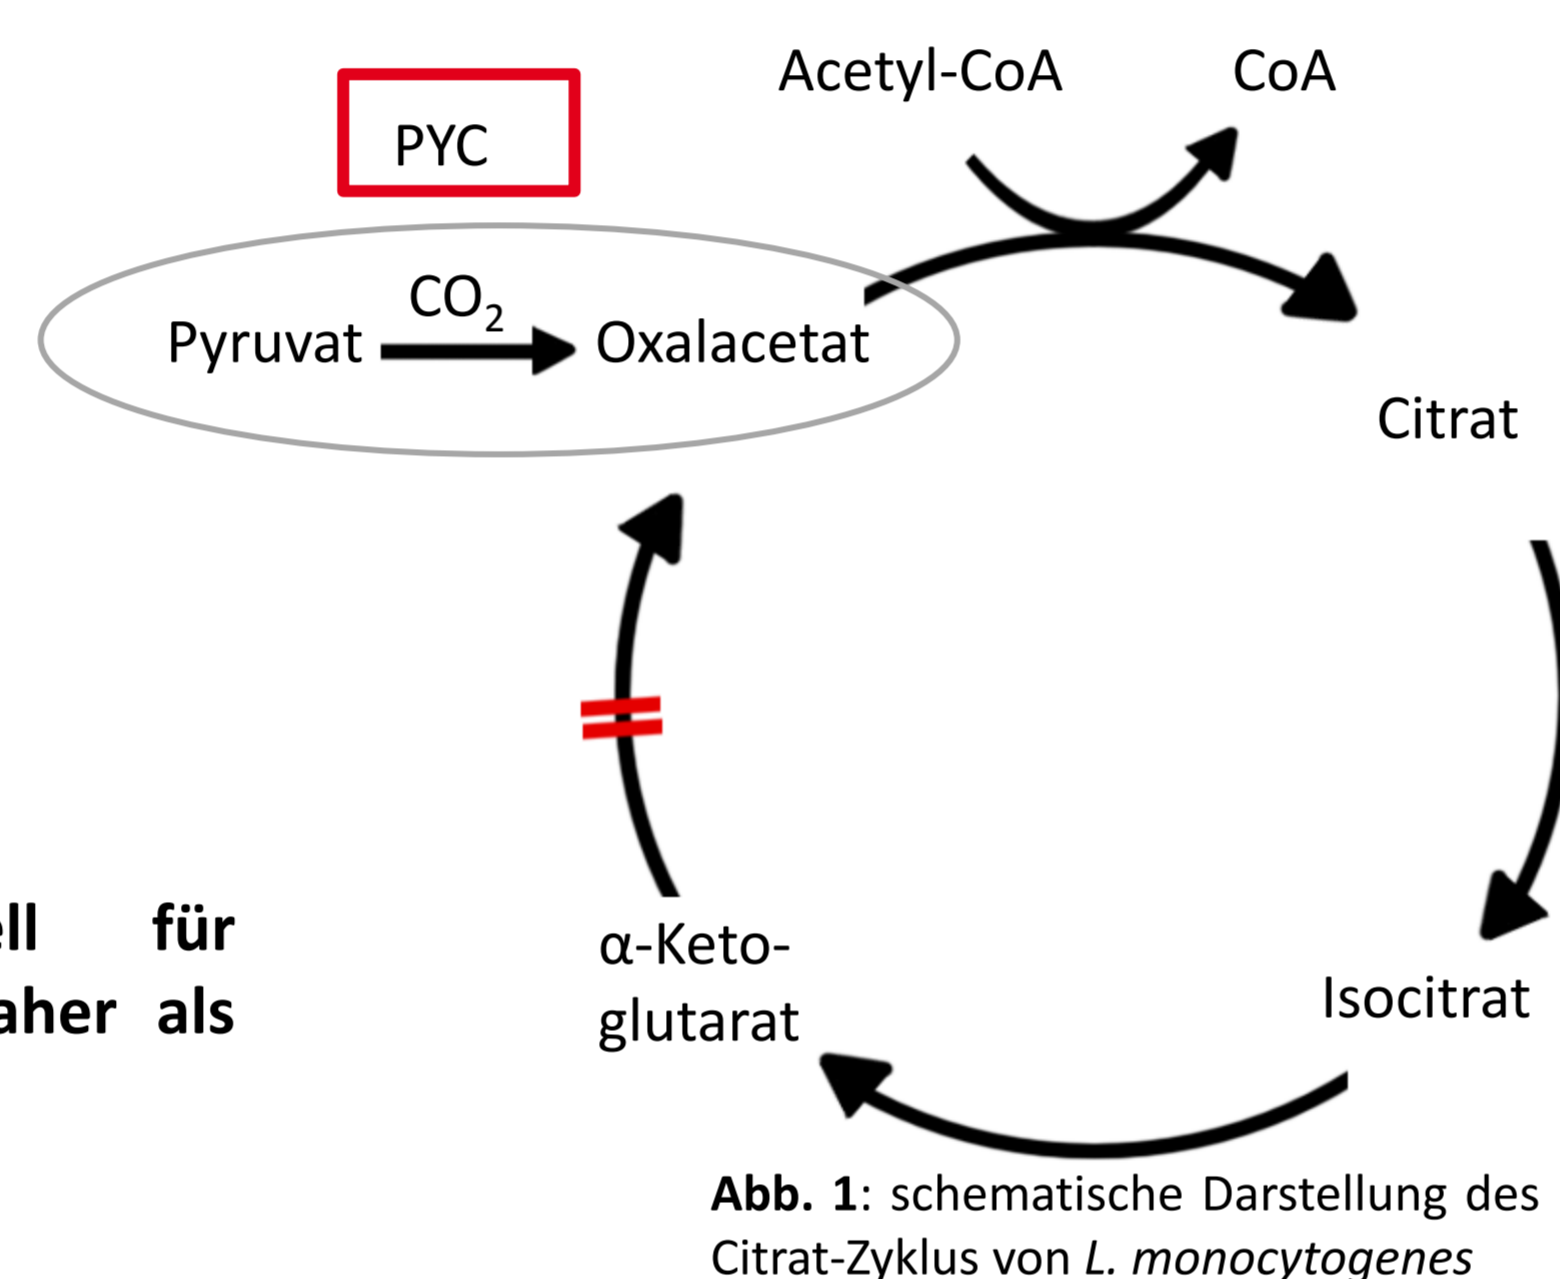 Acetyl-CoA CoA
PYC
CO₂
Pyruvat Oxalacetat
Citrat
für
α-Keto-
glutarat
als
Isocitrat
Abb. 1: schematische Darstellung des
Citrat-Zyklus von L. monocytogenes